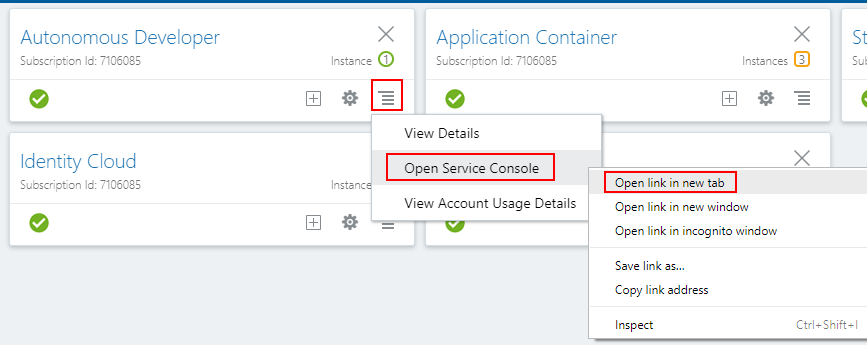 Autonomous Developer
Subscription Id: 7106085
Instance 1
Application Container
Subscription Id: 7106085
Instances 3
St
Sub
View Details
Open Service Console
View Account Usage Details
Identity Cloud
Subscription Id: 7106085
Instance
Open link in new tab
Open link in new window
Open link in incognito window
Save link as...
Copy link address
Inspect Ctrl+Shift+I